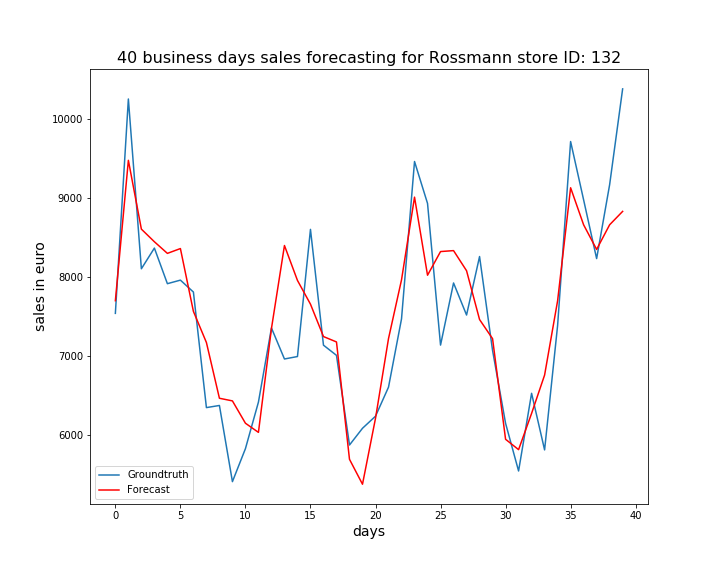 40 business days sales forecasting for Rossmann store ID: 132
10000
9000
8000
7000
6000
sales in euro
Groundtruth
Forecast
0 5 10 15 20 25 30 35 40
days